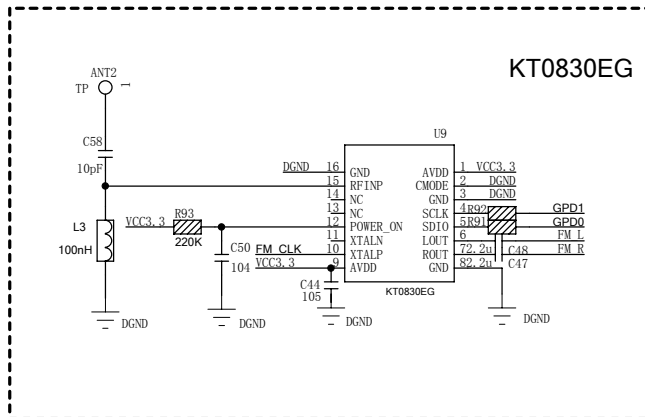 KT0830EG
ANT2
TP
1
C58
10pF
L3
100nH
DGND
VCC3.3
R93
220K
C50
104
DGND
FM_CLK
VCC3.3
C44
105
DGND
DGND
U9
16 GND
15 RFINP
14 NC
13 NC
12 POWER_ON
11 XTALN
10 XTALP
9 AVDD
AVDD 1 VCC3.3
CMODE 2 DGND
GND 3 DGND
SCLK 4 R92 GPD1
SDIO 5 R91 GPD0
LOUT 6 FM_L
ROUT 7 2.2u C48 FM_R
GND 8 2.2u C47
KT0830EG
DGND